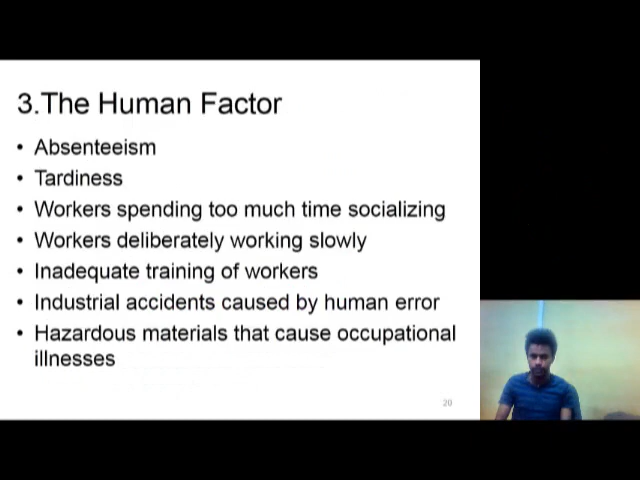 3.The Human Factor
• Absenteeism
• Tardiness
• Workers spending too much time socializing
• Workers deliberately working slowly
• Inadequate training of workers
• Industrial accidents caused by human error
• Hazardous materials that cause occupational
illnesses
20